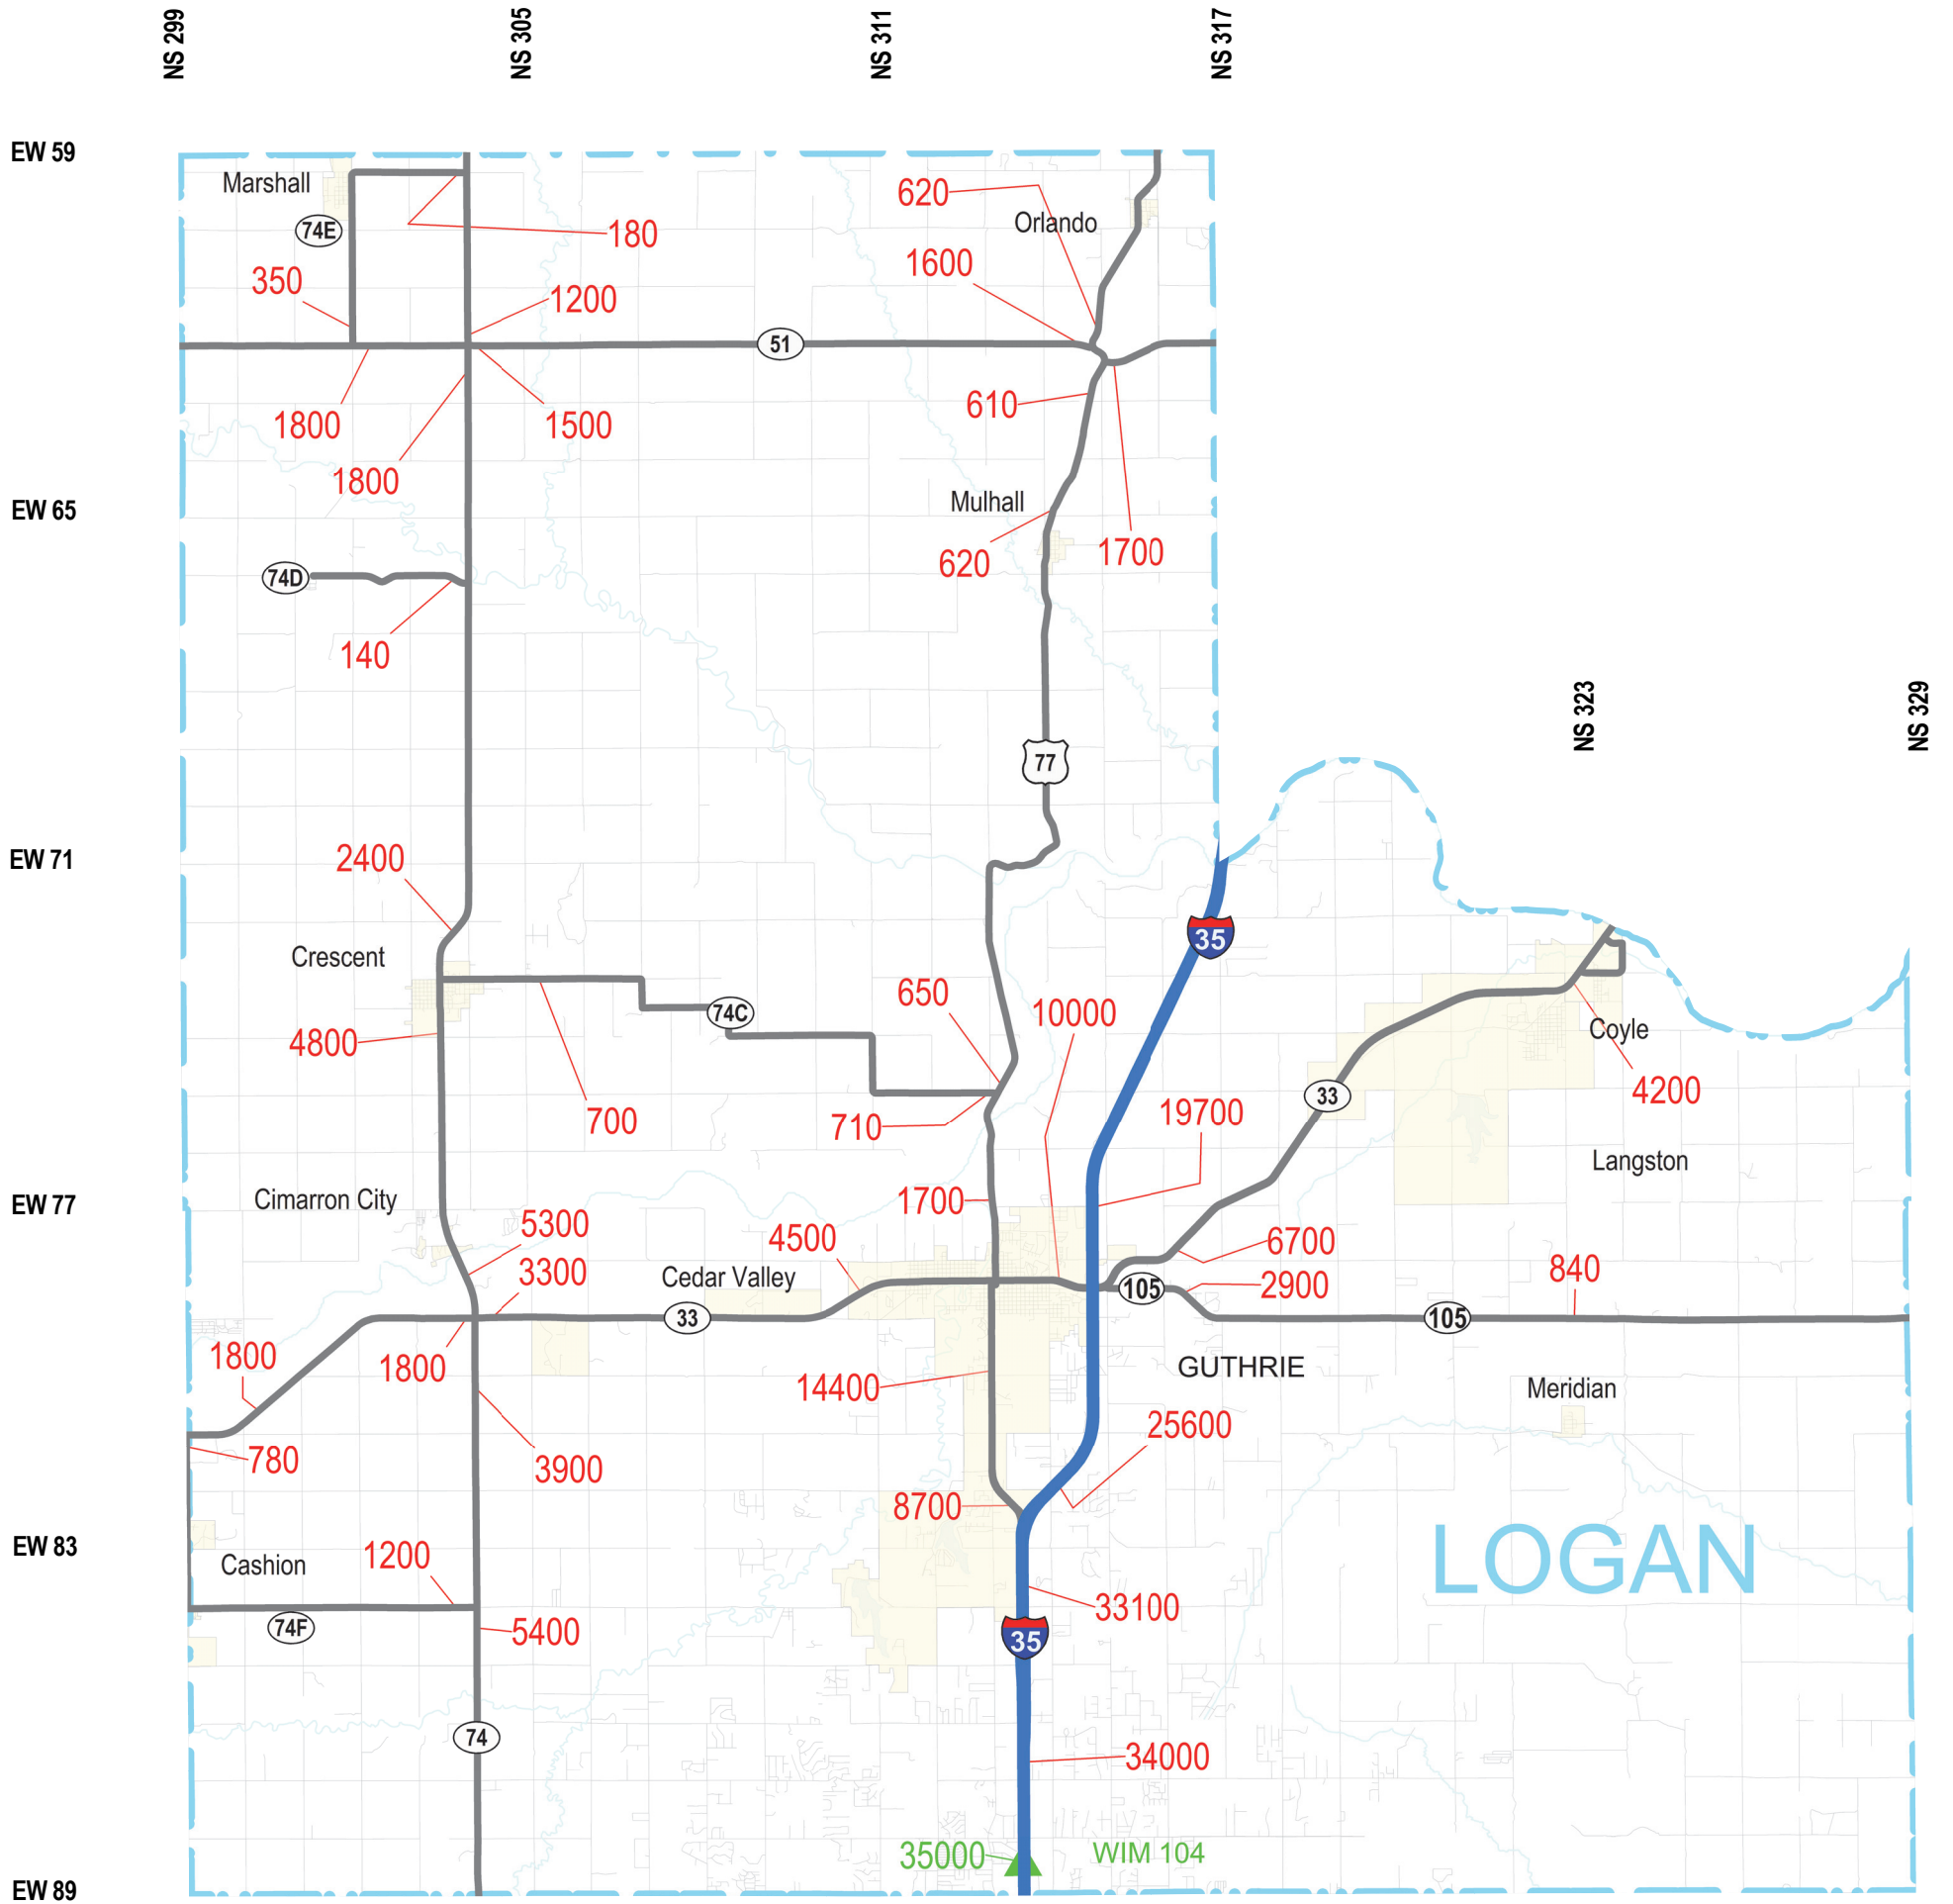 NS 299
NS 305
NS 311
NS 317
EW 59
Marshall
620
Orlando
74E
180
1600
350
1200
51
1800
1500
610
1800
EW 65
Mulhall
620
1700
74D
140
NS 323
NS 329
77
EW 71
2400
35
Crescent
650
10000
74C
4800
Coyle
4200
33
700
710
19700
Langston
EW 77
Cimarron City
1700
5300
4500
6700
3300
Cedar Valley
840
105
2900
33
105
1800
1800
GUTHRIE
14400
Meridian
25600
780
3900
8700
EW 83
LOGAN
Cashion
1200
33100
74F
5400
35
74
34000
35000
WIM 104
EW 89